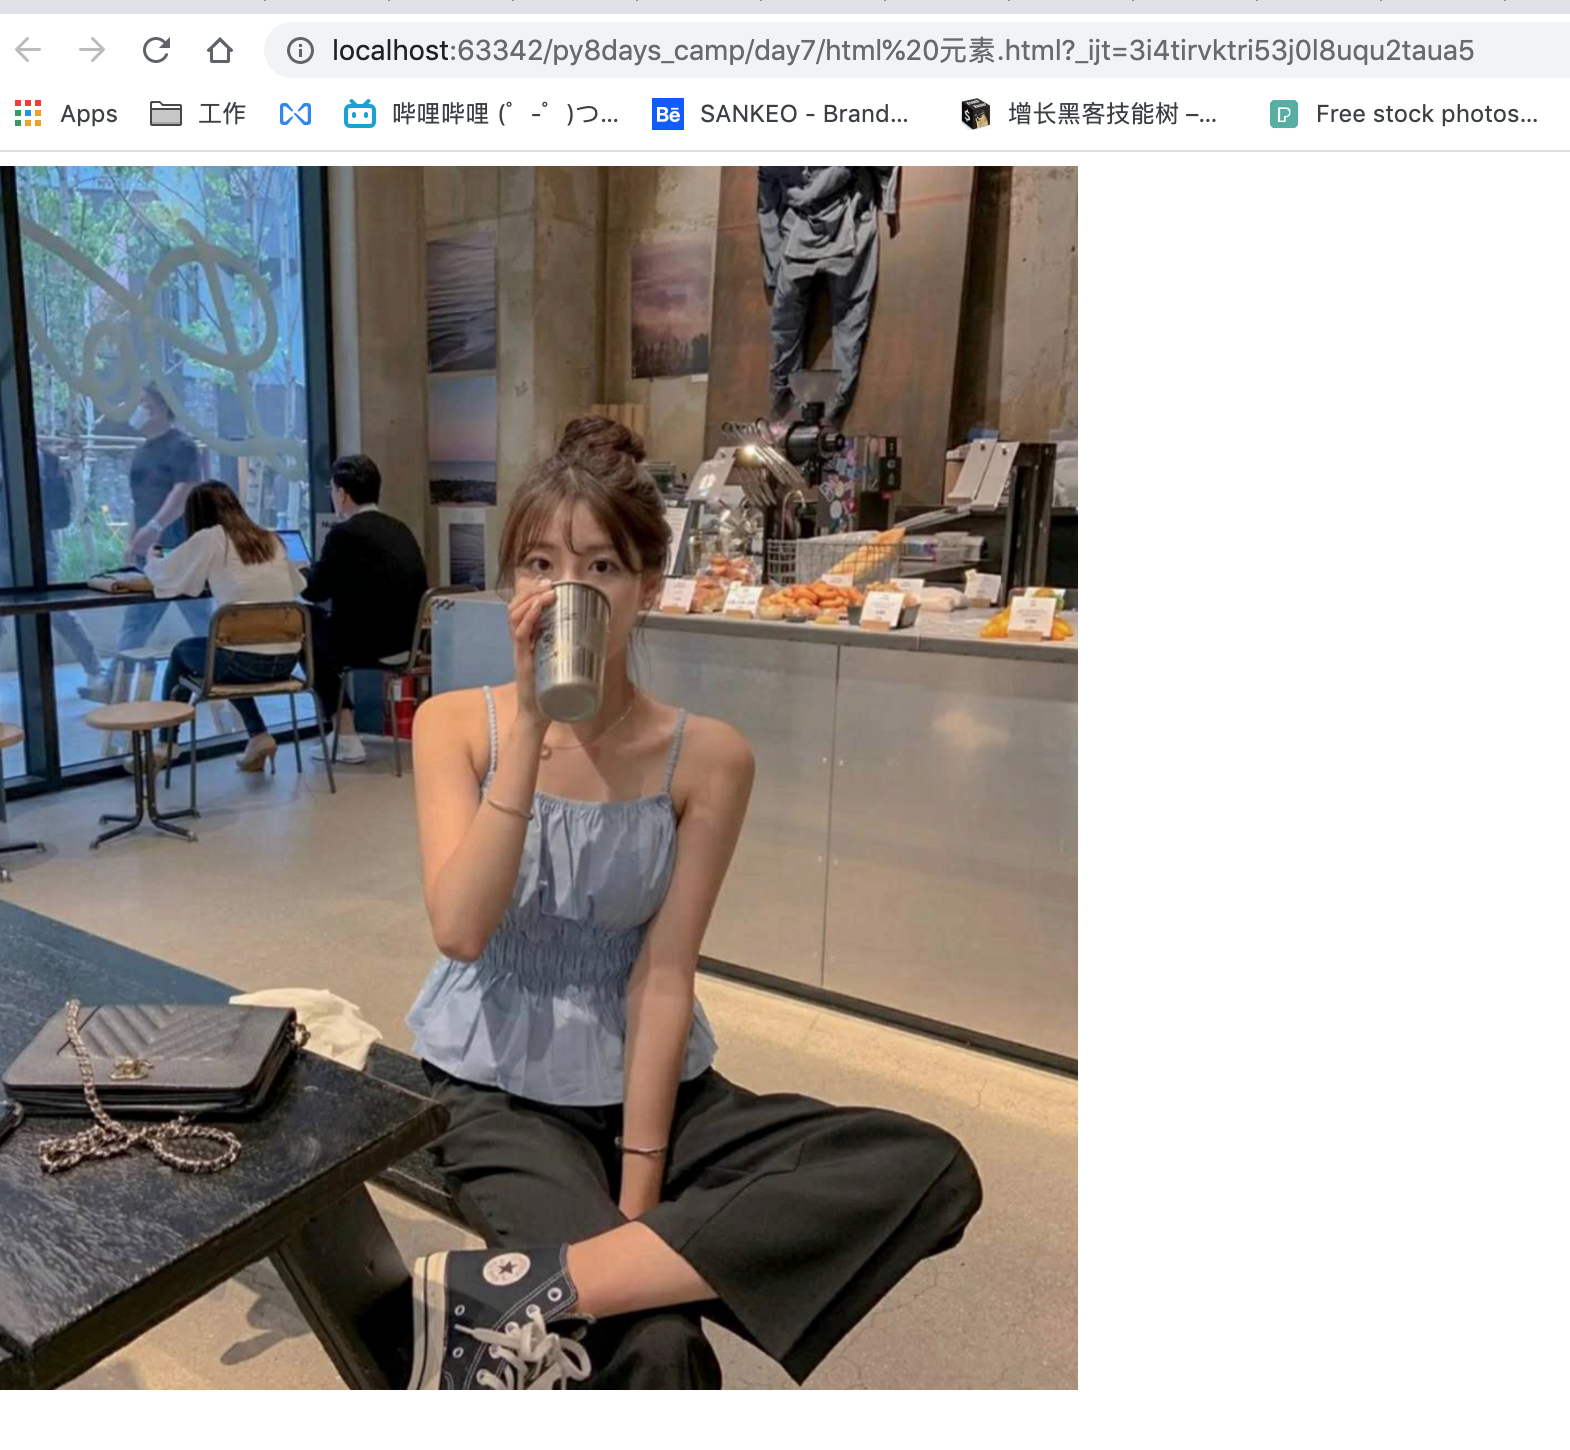 localhost:63342/py8days_camp/day7/html%20元素.html?_ijt=3i4tirvktri53j0l8uqu2taua5
Apps 工作 哔哩哔哩 (゜-゜)つ... Bē SANKEO - Brand... 增长黑客技能树 –... Free stock photos...